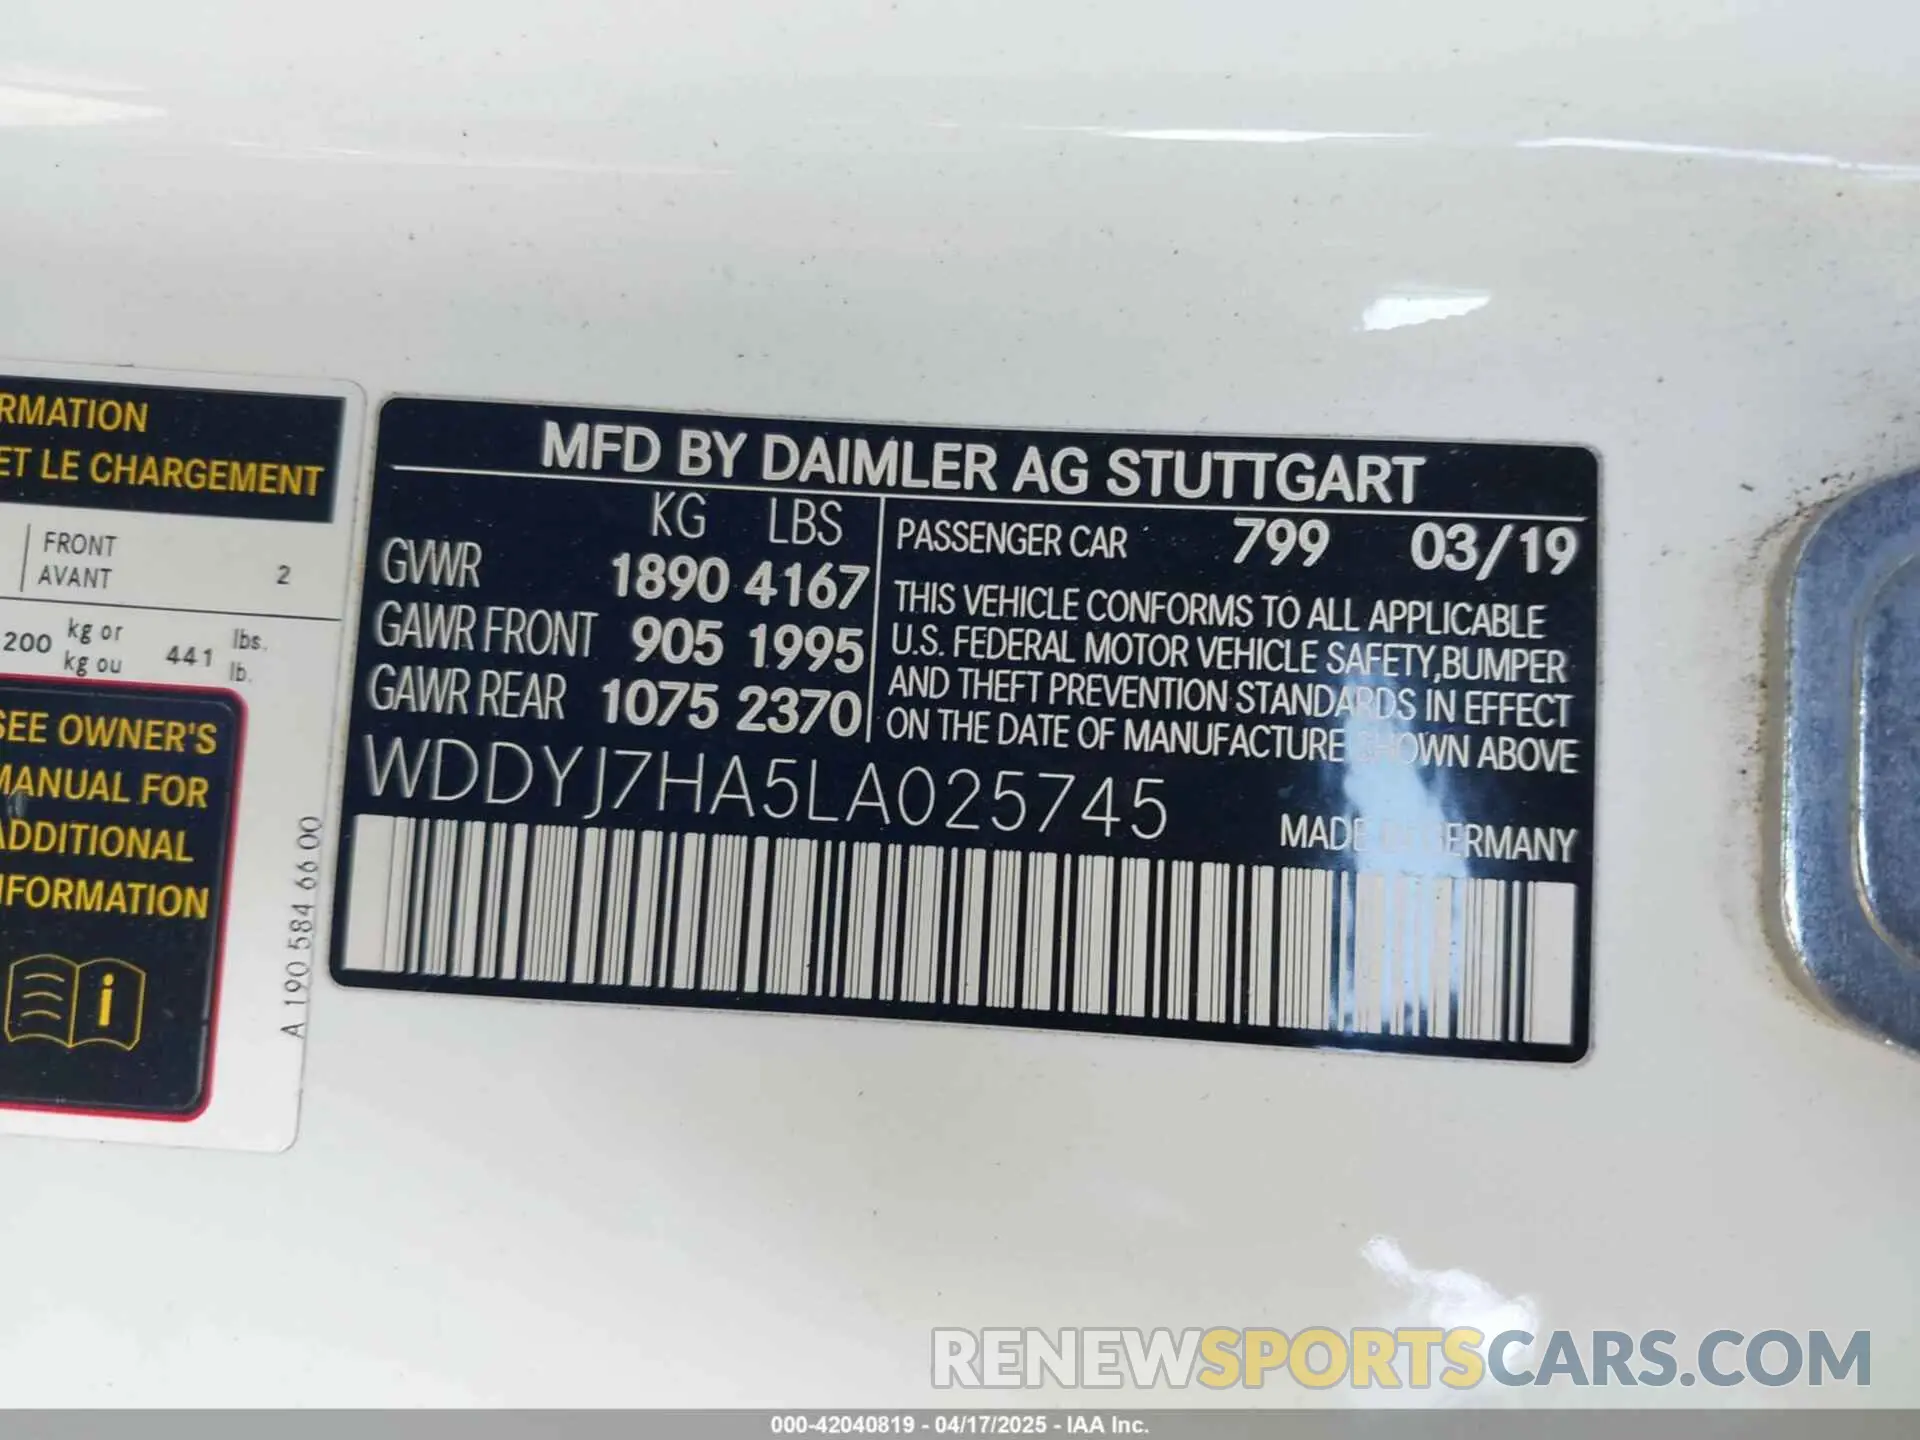 RMATION
ET LE CHARGEMENT
FRONT
AVANT 2
200 kg or 441 lbs.
kg ou lb.
SEE OWNER'S
MANUAL FOR
ADDITIONAL
INFORMATION
i
A 190 584 66 00
MFD BY DAIMLER AG STUTTGART
KG LBS
GVWR 1890 4167
GAWR FRONT 905 1995
GAWR REAR 1075 2370
PASSENGER CAR 799 03/19
THIS VEHICLE CONFORMS TO ALL APPLICABLE
U.S. FEDERAL MOTOR VEHICLE SAFETY,BUMPER
AND THEFT PREVENTION STANDARDS IN EFFECT
ON THE DATE OF MANUFACTURE SHOWN ABOVE
WDDYJ7HA5LA025745
MADE IN GERMANY
RENEWSPORTSCARS.COM
000-42040819 - 04/17/2025 - IAA Inc.